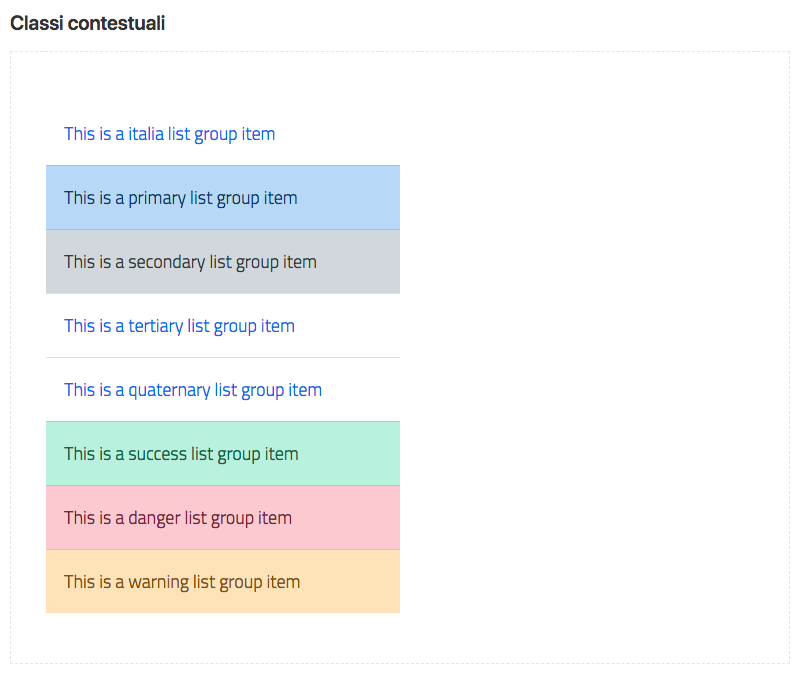 Classi contestuali
This is a italia list group item
This is a primary list group item
This is a secondary list group item
This is a tertiary list group item
This is a quaternary list group item
This is a success list group item
This is a danger list group item
This is a warning list group item